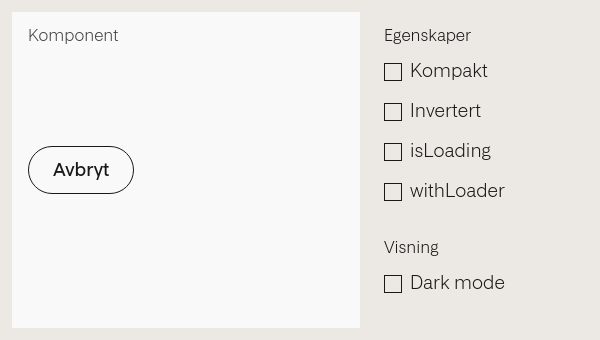 Komponent
Avbryt
Egenskaper
Kompakt
Invertert
isLoading
withLoader
Visning
Dark mode